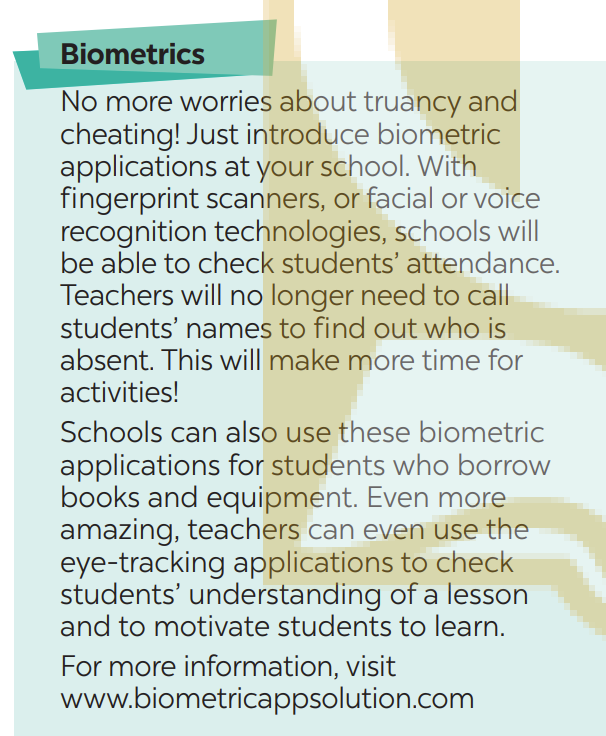 Biometrics
No more worries about truancy and
cheating! Just introduce biometric
applications at your school. With
fingerprint scanners, or facial or voice
recognition technologies, schools will
be able to check students’ attendance.
Teachers will no longer need to call
students’ names to find out who is
absent. This will make more time for
activities!
Schools can also use these biometric
applications for students who borrow
books and equipment. Even more
amazing, teachers can even use the
eye-tracking applications to check
students’ understanding of a lesson
and to motivate students to learn.
For more information, visit
www.biometricappsolution.com